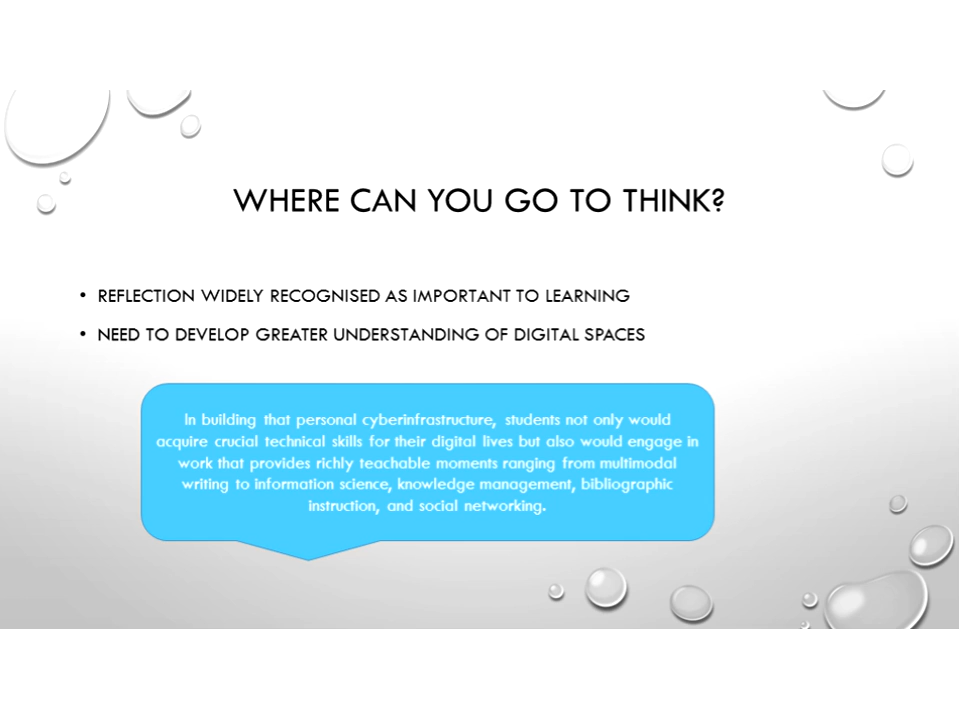 WHERE CAN YOU GO TO THINK?
• REFLECTION WIDELY RECOGNISED AS IMPORTANT TO LEARNING
• NEED TO DEVELOP GREATER UNDERSTANDING OF DIGITAL SPACES
In building that personal cyberinfrastructure, students not only would
acquire crucial technical skills for their digital lives but also would engage in
work that provides richly teachable moments ranging from multimodal
writing to information science, knowledge management, bibliographic
instruction, and social networking.